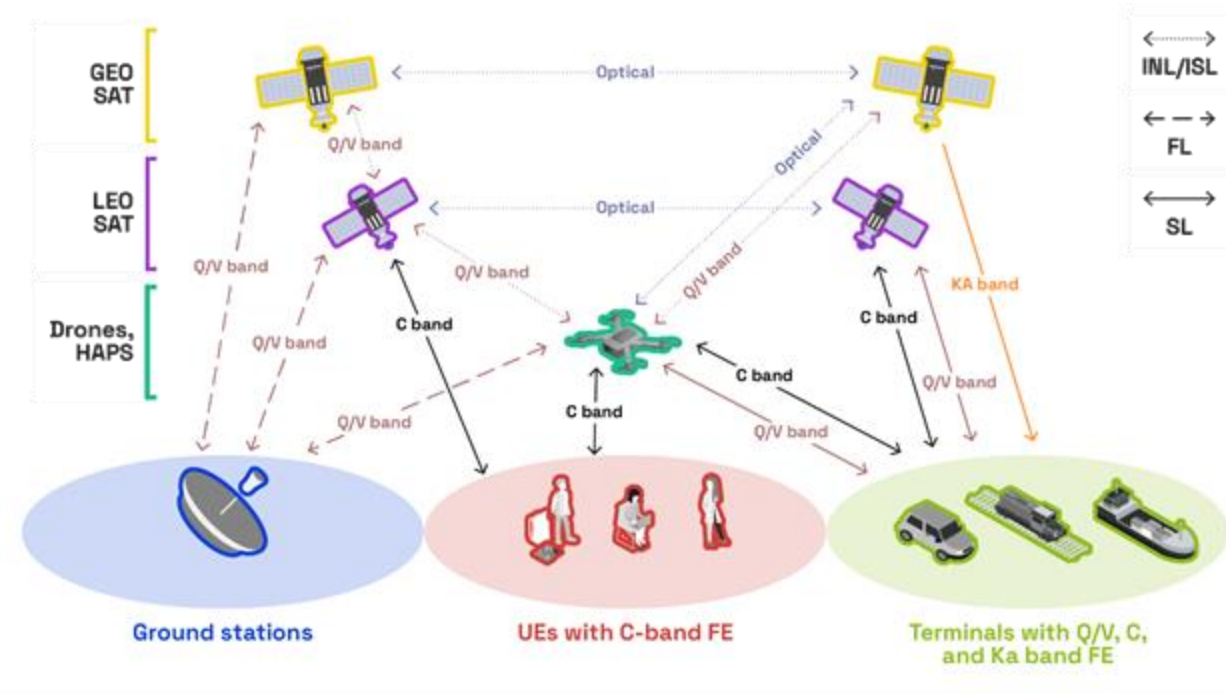 GEO
SAT
Optical
INL/ISL
Q/V band
Optical
FL
LEO
SAT
Optical
SL
Q/V band
Q/V band
Q/V band
KA band
Drones,
HAPS
Q/V band
C band
C band
C band
Q/V band
C band
Q/V band
Q/V band
Ground stations
UEs with C-band FE
Terminals with Q/V, C,
and Ka band FE